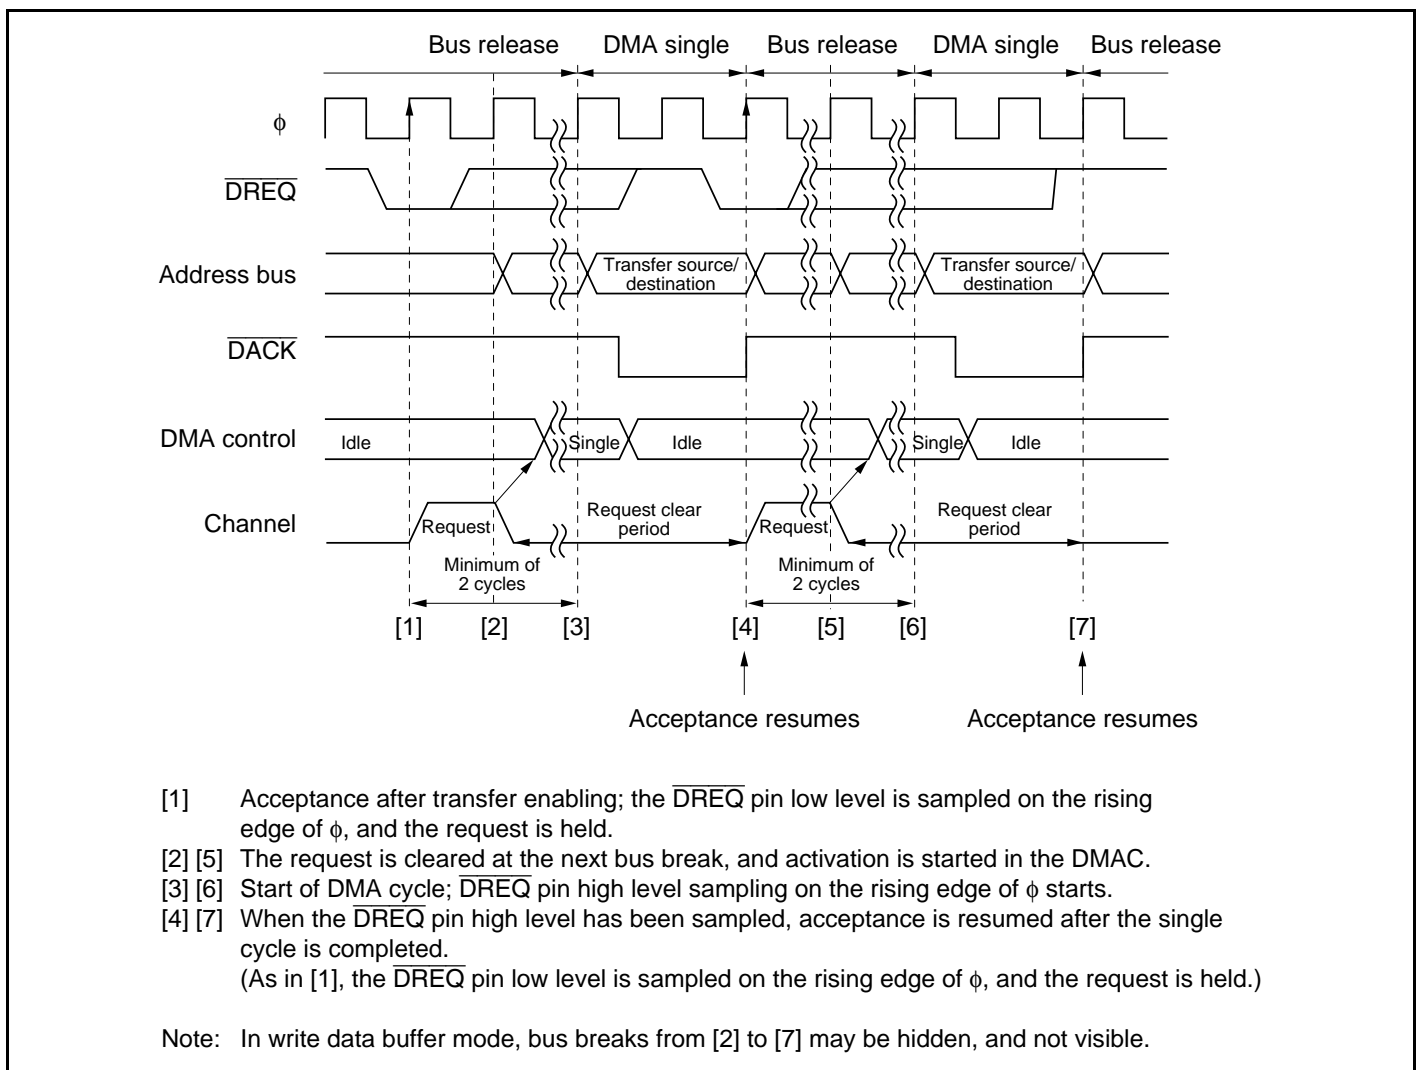 Bus release DMA single Bus release DMA single Bus release
φ
DREQ
Address bus Transfer source/ destination Transfer source/ destination
DACK
DMA control Idle Single Idle Single Idle
Channel Request Request clear period Request Request clear period
Minimum of 2 cycles Minimum of 2 cycles
[1] [2] [3] [4] [5] [6] [7]
Acceptance resumes Acceptance resumes
[1] Acceptance after transfer enabling; the DREQ pin low level is sampled on the rising
edge of φ, and the request is held.
[2] [5] The request is cleared at the next bus break, and activation is started in the DMAC.
[3] [6] Start of DMA cycle; DREQ pin high level sampling on the rising edge of φ starts.
[4] [7] When the DREQ pin high level has been sampled, acceptance is resumed after the single
cycle is completed.
(As in [1], the DREQ pin low level is sampled on the rising edge of φ, and the request is held.)
Note: In write data buffer mode, bus breaks from [2] to [7] may be hidden, and not visible.